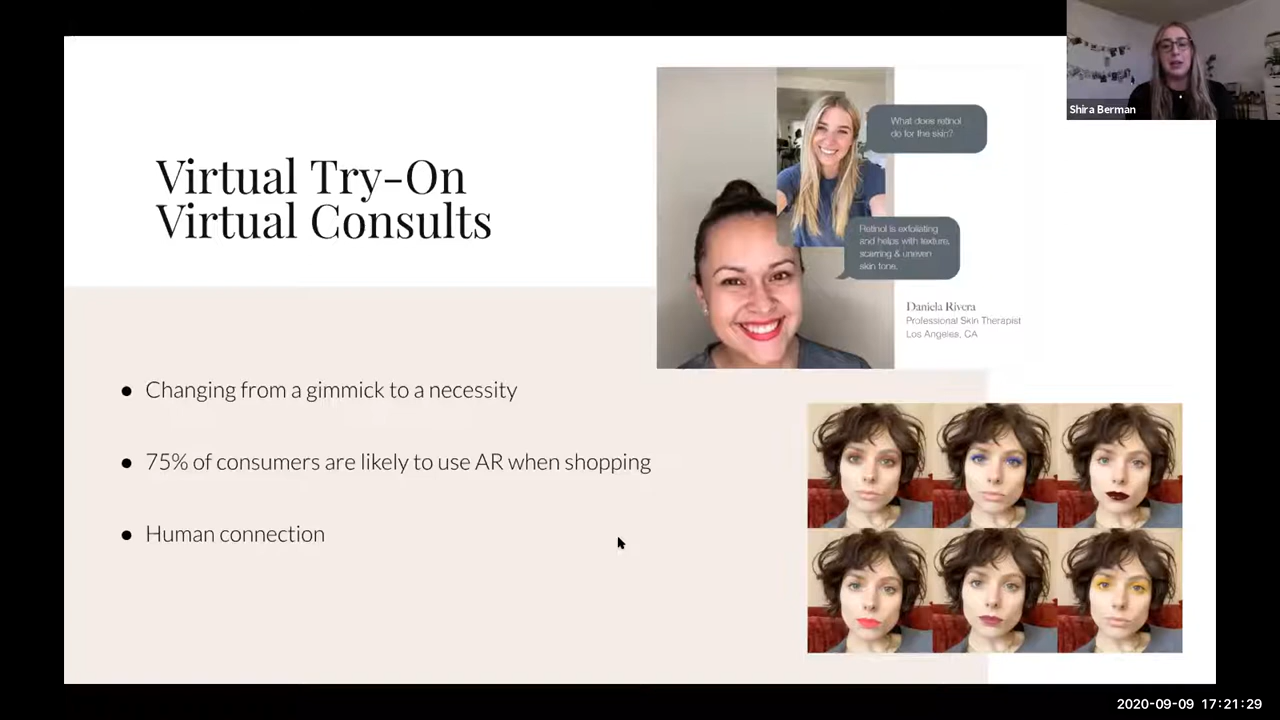 Shira Berman
Virtual Try-On
Virtual Consults
What does retinol
do for the skin?
Retinol is exfoliating
and helps with texture,
scarring & uneven
skin tone.
Daniela Rivera
Professional Skin Therapist
Los Angeles, CA
● Changing from a gimmick to a necessity
● 75% of consumers are likely to use AR when shopping
● Human connection
2020-09-09 17:21:29